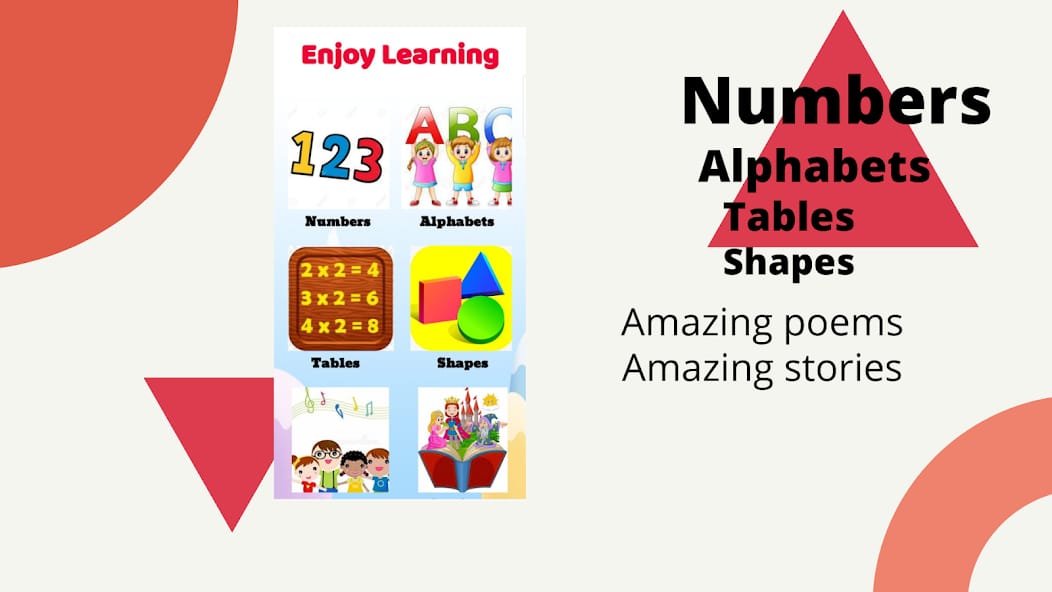 Enjoy Learning
123
ABC
Numbers
Alphabets
2 x 2 = 4
3 x 2 = 6
4 x 2 = 8
Tables
Shapes
Numbers
Alphabets
Tables
Shapes
Amazing poems
Amazing stories